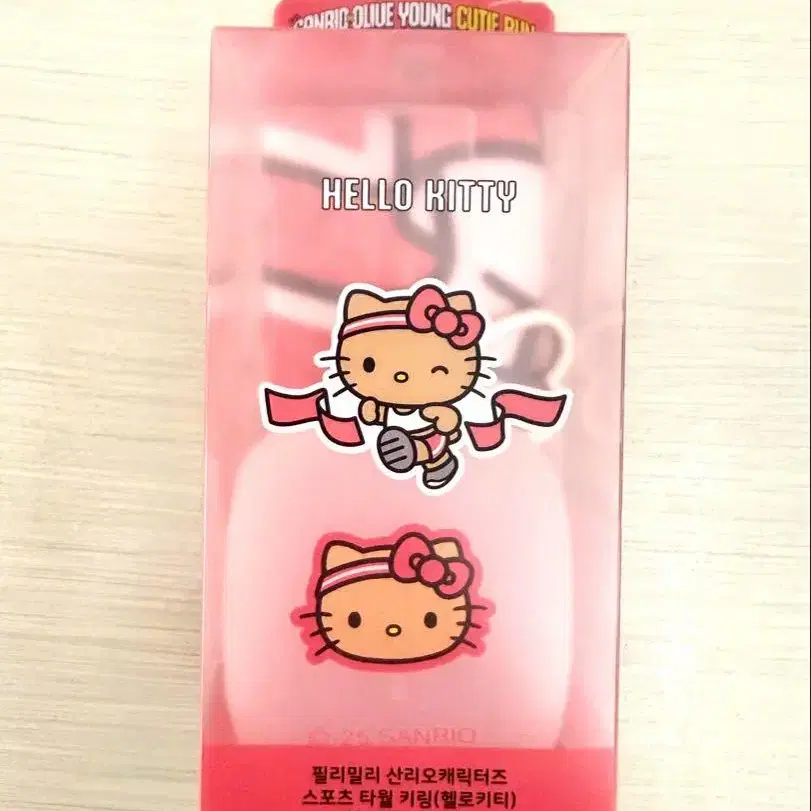 SANRIO OLIVE YOUNG CUTIE RUN
HELLO KITTY
© '25 SANRIO
필리밀리 산리오캐릭터즈
스포츠 타월 키링(헬로키티)